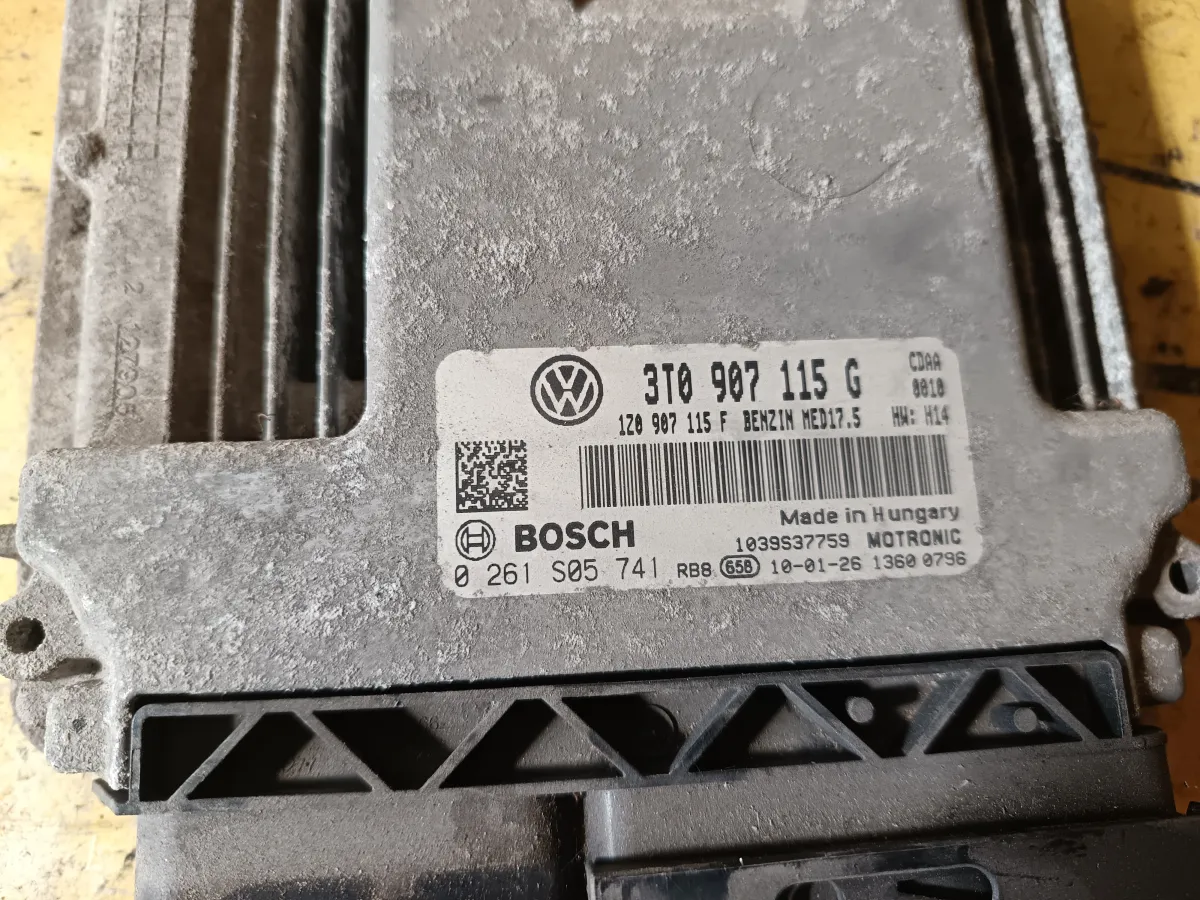 3T0 907 115 G
CDAA
0010
1Z0 907 115 F BENZIN MED17.5
HW: H14
Made in Hungary
BOSCH
1039S37759 MOTRONIC
0 261 S05 741 RB8 658 10-01-26 1360 0796